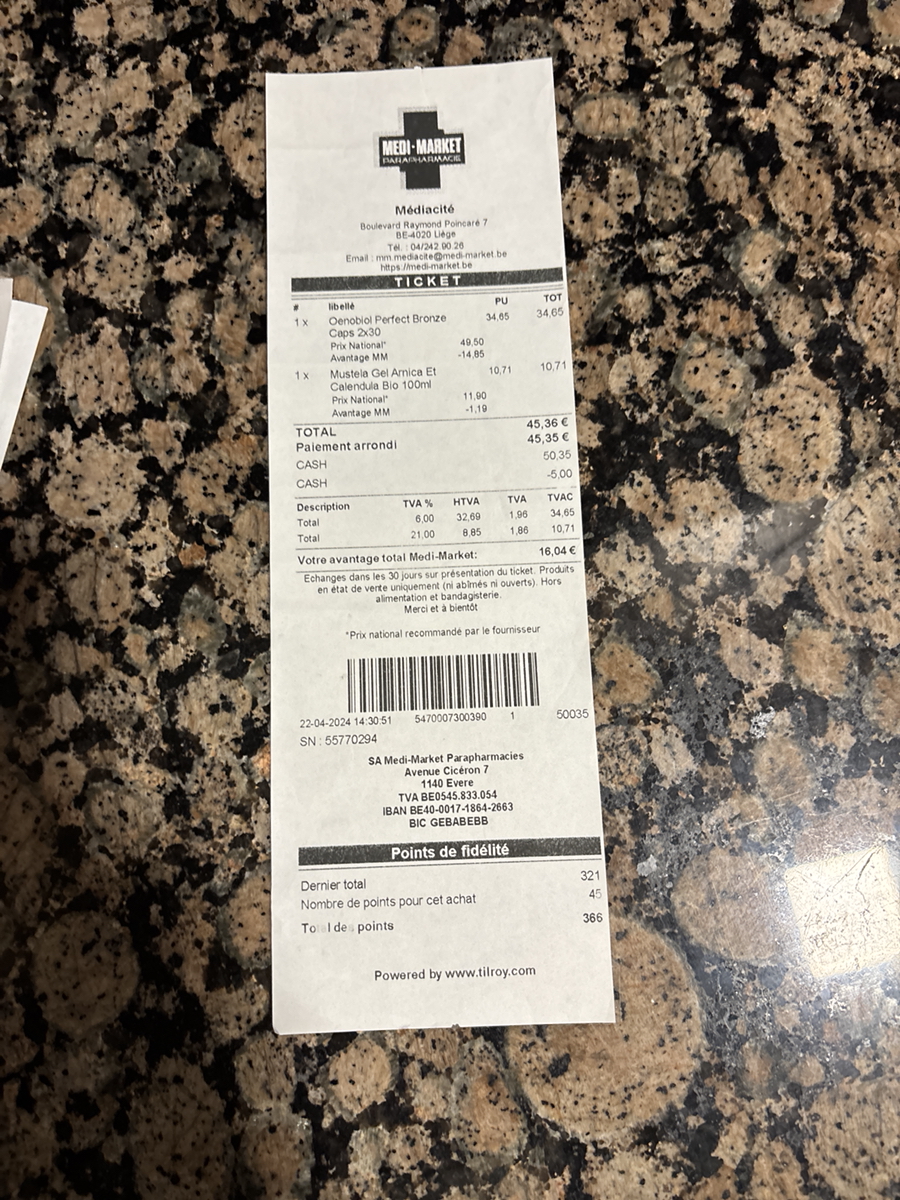 MEDI-MARKET
PARAPHARMACIE
Médiacité
Boulevard Raymond Poincaré 7
BE-4020 Liège
Tél. : 04/242 90 26
Email : mm.mediacite@medi-market.be
https://medi-market.be
TICKET
# libellé PU TOT
1 x Oenobiol Perfect Bronze 34,65 34,65
Caps 2x30
Prix National* 49,50
Avantage MM -14,85
1 x Mustela Gel Arnica Et 10,71 10,71
Calendula Bio 100ml
Prix National* 11,90
Avantage MM -1,19
TOTAL 45,36 €
Paiement arrondi 45,35 €
CASH 50,35
CASH -5,00
Description TVA % HTVA TVA TVAC
Total 6,00 32,69 1,96 34,65
Total 21,00 8,85 1,86 10,71
Votre avantage total Medi-Market: 16,04 €
Echanges dans les 30 jours sur présentation du ticket. Produits
en état de vente uniquement (ni abîmés ni ouverts). Hors
alimentation et bandagisterie.
Merci et à bientôt
*Prix national recommandé par le fournisseur
22-04-2024 14:30:51 5470007300390 1 50035
SN : 55770294
SA Medi-Market Parapharmacies
Avenue Cicéron 7
1140 Evere
TVA BE0545.833.054
IBAN BE40-0017-1864-2663
BIC GEBABEBB
Points de fidélité
Dernier total 321
Nombre de points pour cet achat 45
To l de points 366
Powered by www.tilroy.com